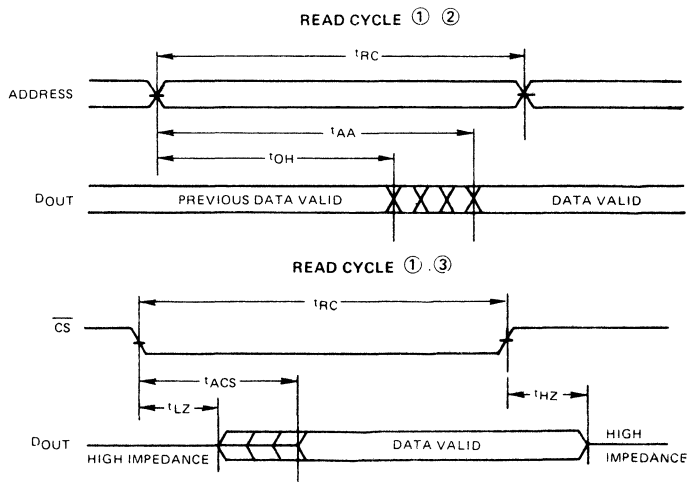 READ CYCLE ① ②
tRC
ADDRESS
tAA
tOH
DOUT
PREVIOUS DATA VALID
DATA VALID
READ CYCLE ① . ③
tRC
CS
tACS
tLZ
tHZ
DOUT
HIGH IMPEDANCE
DATA VALID
HIGH
IMPEDANCE